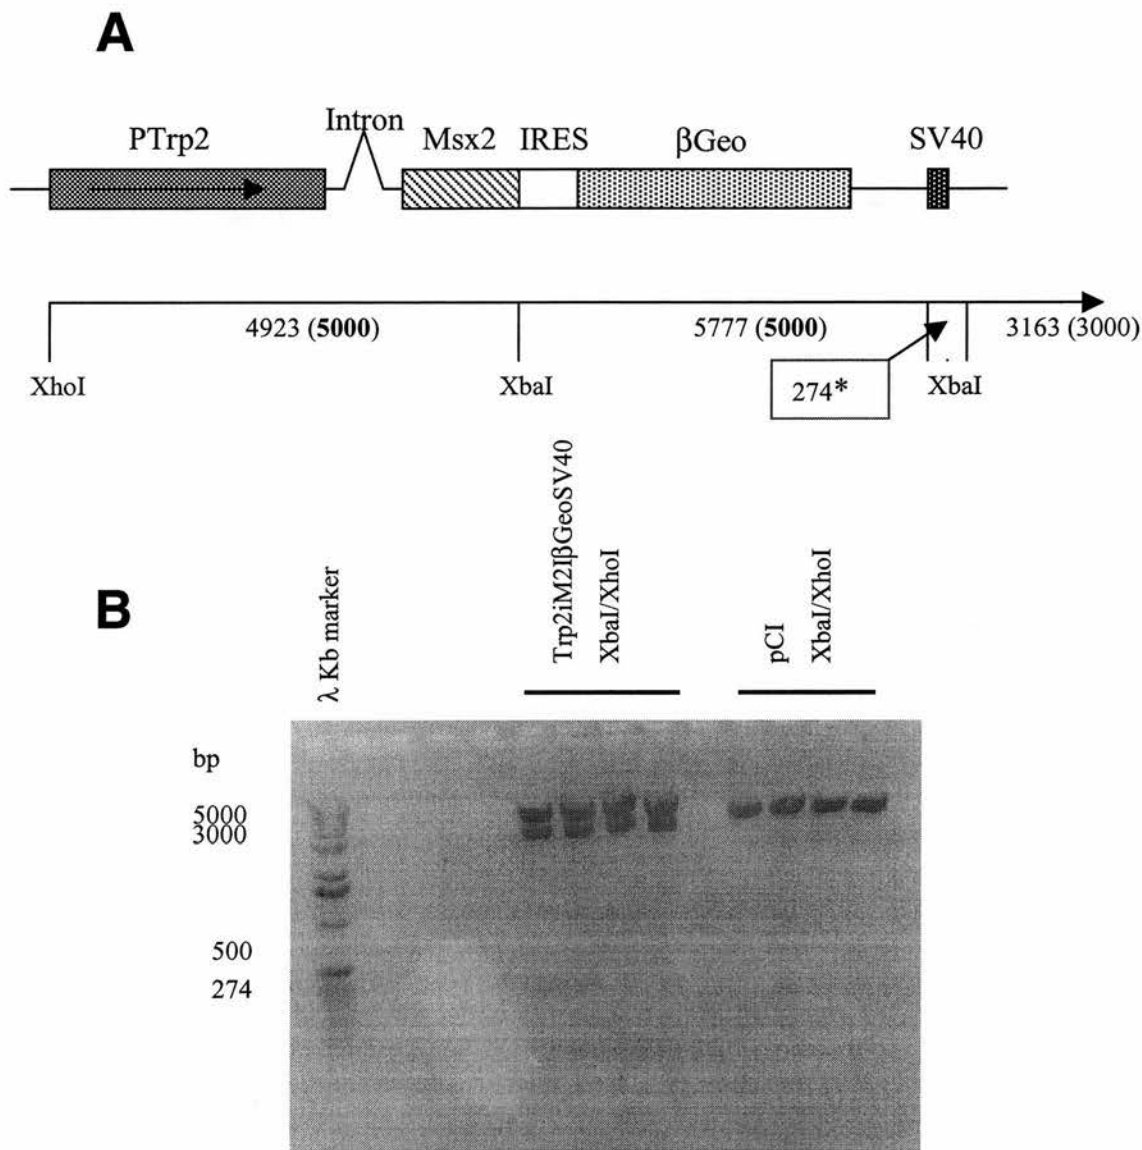 A
PTrp2
Intron
Msx2
IRES
βGeo
SV40
4923 (5000)
5777 (5000)
3163 (3000)
274*
XhoI
XbaI
XbaI
B
λ Kb marker
Trp2iM2IβGeoSV40
XbaI/XhoI
pCI
XbaI/XhoI
bp
5000
3000
500
274